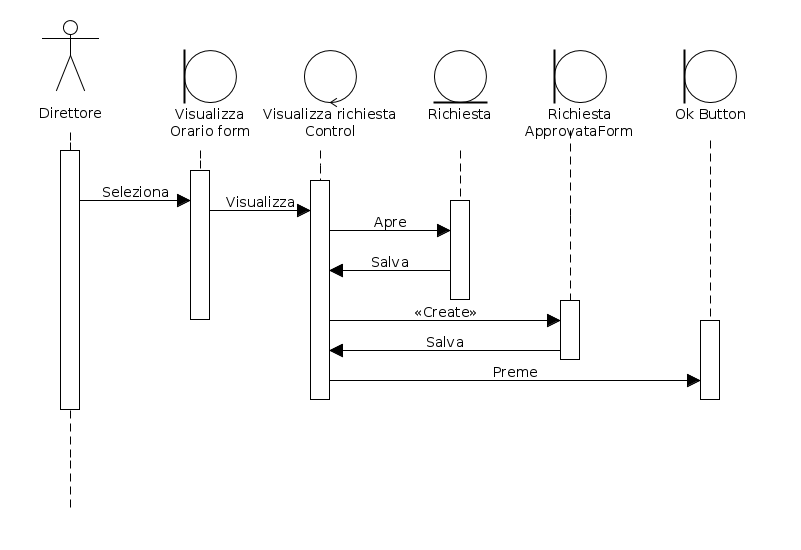 Direttore
Visualizza
Orario form
Visualizza richiesta
Control
Richiesta
Richiesta
ApprovataForm
Ok Button
Seleziona
Visualizza
Apre
Salva
«Create»
Salva
Preme